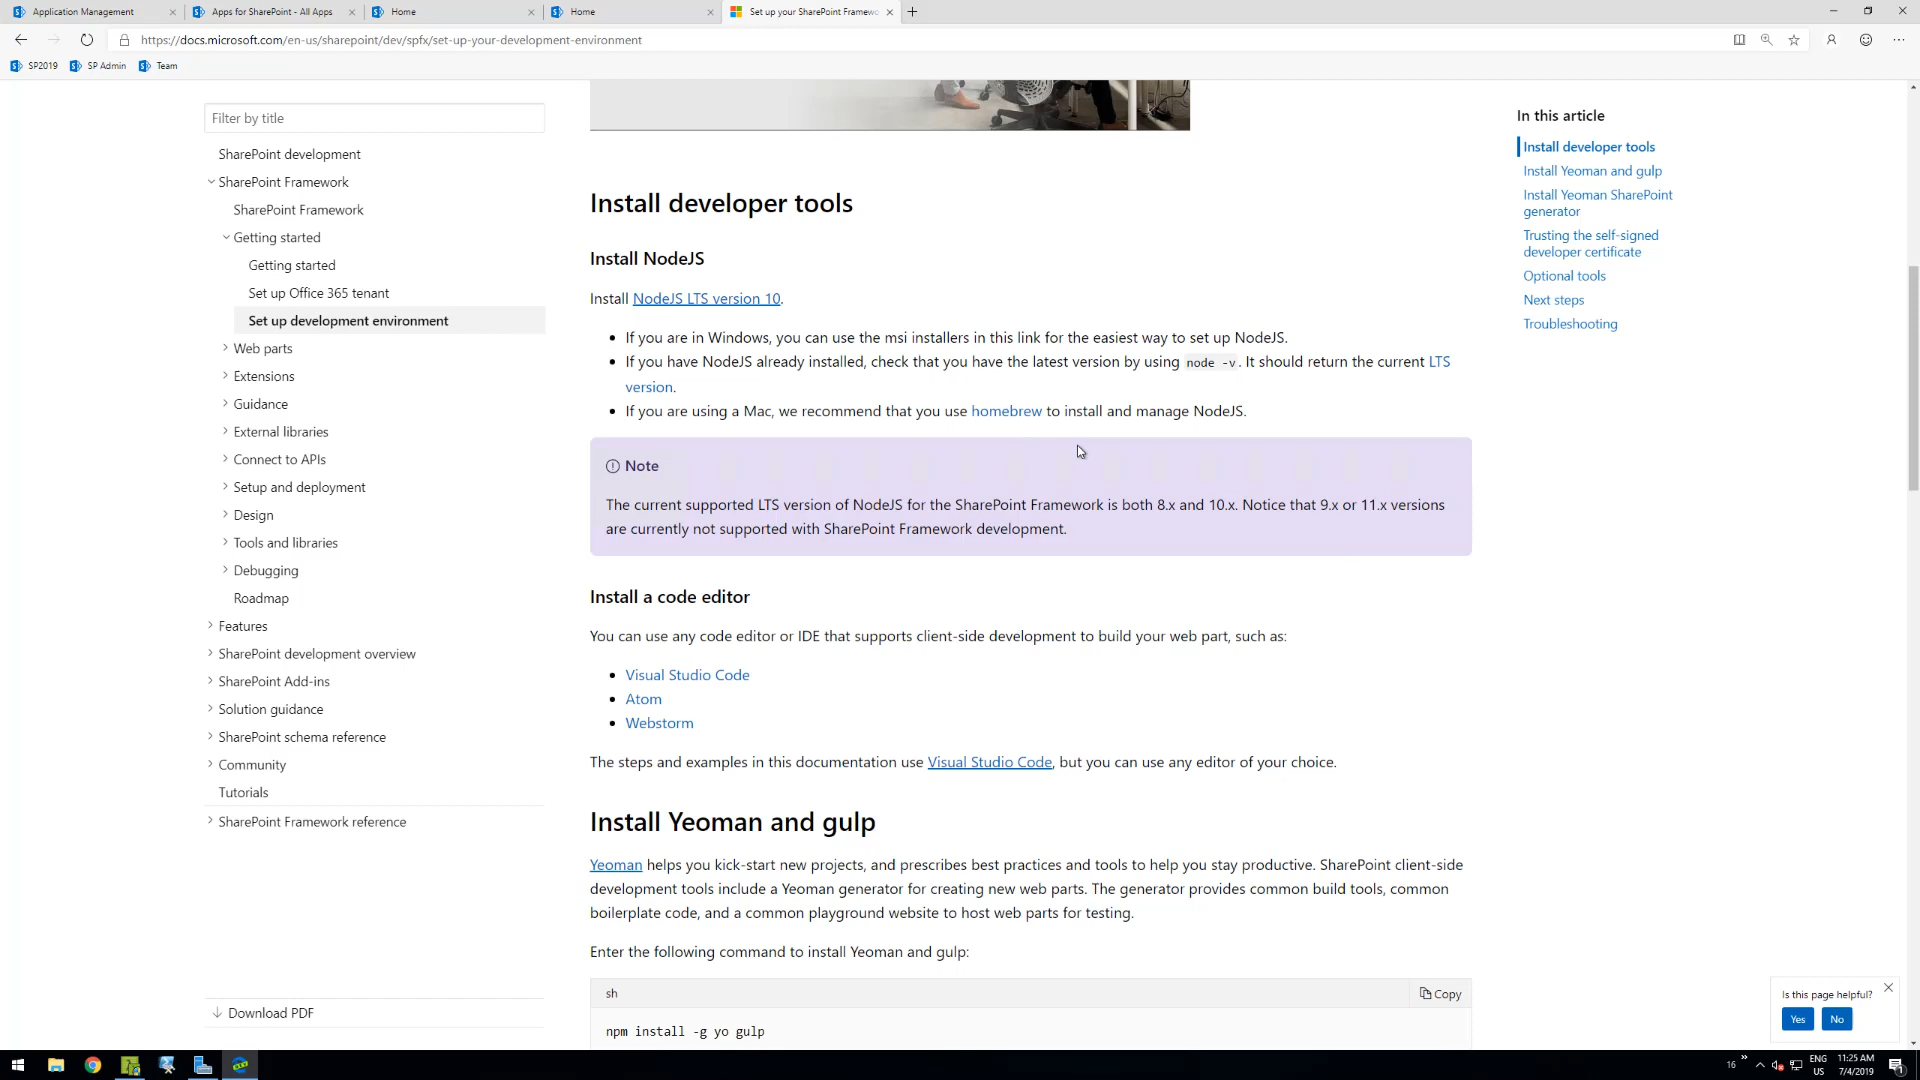 Application Management
Apps for SharePoint - All Apps
Home
Home
Set up your SharePoint Framewo
https://docs.microsoft.com/en-us/sharepoint/dev/spfx/set-up-your-development-environment
SP2019
SP Admin
Team
Filter by title
SharePoint development
SharePoint Framework
SharePoint Framework
Getting started
Getting started
Set up Office 365 tenant
Set up development environment
Web parts
Extensions
Guidance
External libraries
Connect to APIs
Setup and deployment
Design
Tools and libraries
Debugging
Roadmap
Features
SharePoint development overview
SharePoint Add-ins
Solution guidance
SharePoint schema reference
Community
Tutorials
SharePoint Framework reference
Download PDF
Install developer tools
Install NodeJS
Install NodeJS LTS version 10.
• If you are in Windows, you can use the msi installers in this link for the easiest way to set up NodeJS.
• If you have NodeJS already installed, check that you have the latest version by using node -v. It should return the current LTS
version.
• If you are using a Mac, we recommend that you use homebrew to install and manage NodeJS.
Note
The current supported LTS version of NodeJS for the SharePoint Framework is both 8.x and 10.x. Notice that 9.x or 11.x versions
are currently not supported with SharePoint Framework development.
Install a code editor
You can use any code editor or IDE that supports client-side development to build your web part, such as:
• Visual Studio Code
• Atom
• Webstorm
The steps and examples in this documentation use Visual Studio Code, but you can use any editor of your choice.
Install Yeoman and gulp
Yeoman helps you kick-start new projects, and prescribes best practices and tools to help you stay productive. SharePoint client-side
development tools include a Yeoman generator for creating new web parts. The generator provides common build tools, common
boilerplate code, and a common playground website to host web parts for testing.
Enter the following command to install Yeoman and gulp:
sh
Copy
npm install -g yo gulp
In this article
Install developer tools
Install Yeoman and gulp
Install Yeoman SharePoint
generator
Trusting the self-signed
developer certificate
Optional tools
Next steps
Troubleshooting
Is this page helpful?
Yes
No
16
ENG
US
11:25 AM
7/4/2019